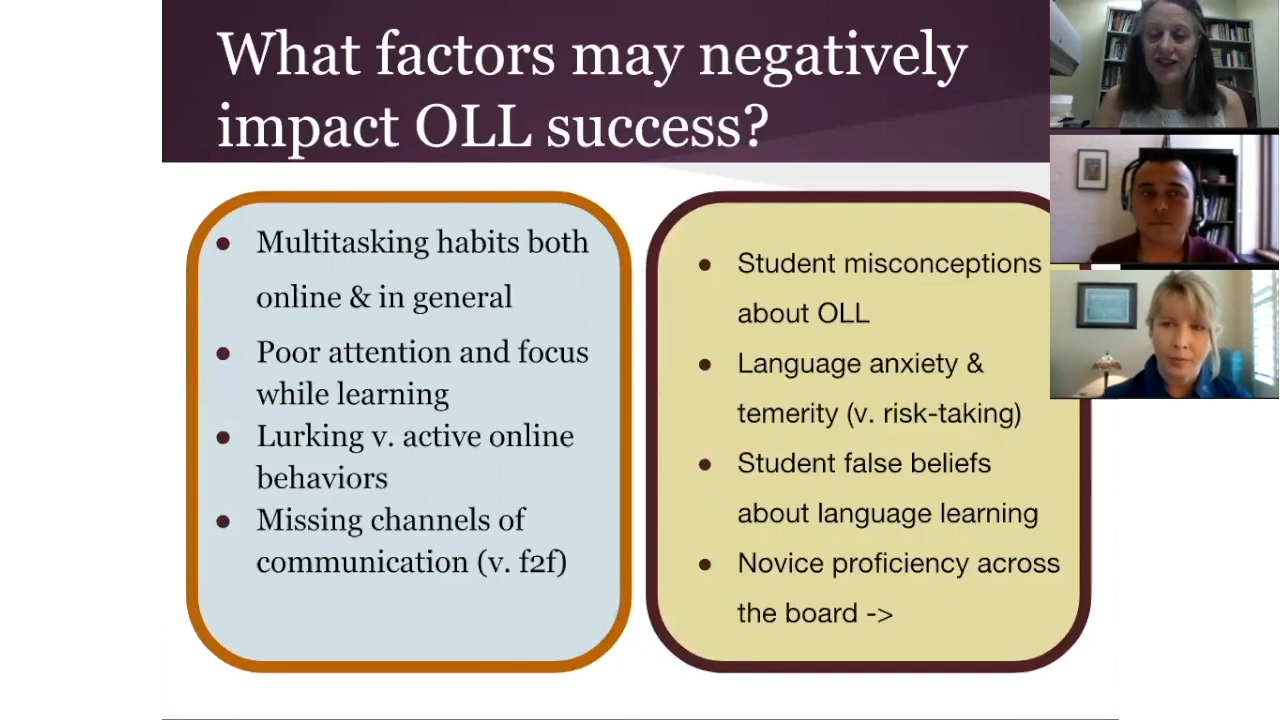 What factors may negatively
impact OLL success?
● Multitasking habits both
online & in general
● Poor attention and focus
while learning
● Lurking v. active online
behaviors
● Missing channels of
communication (v. f2f)
● Student misconceptions
about OLL
● Language anxiety &
temerity (v. risk-taking)
● Student false beliefs
about language learning
● Novice proficiency across
the board ->